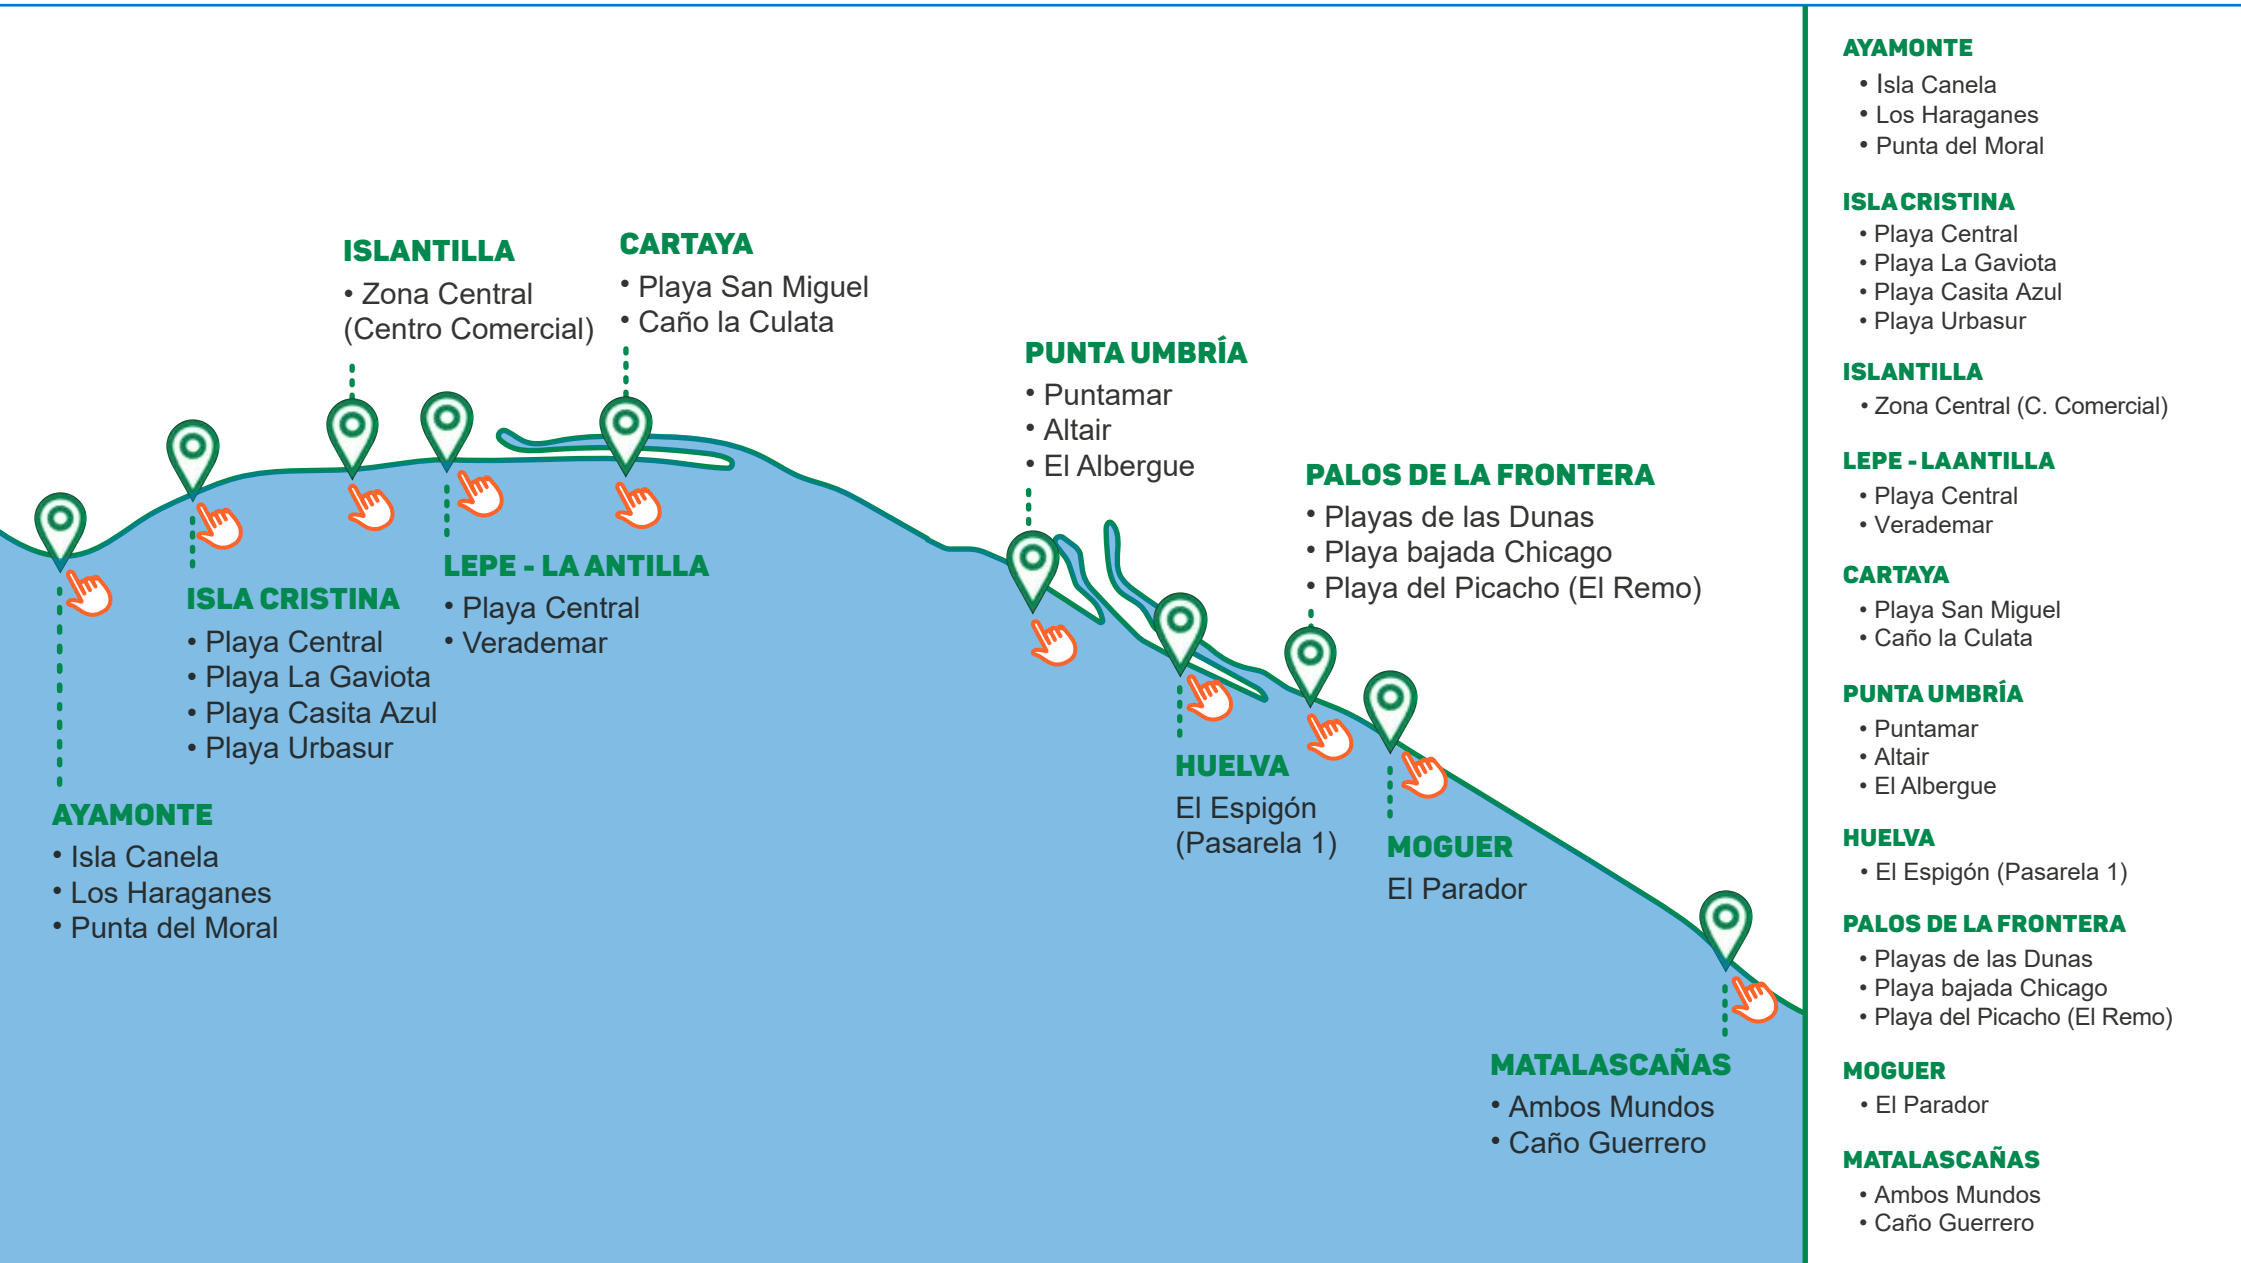 ISLANTILLA
• Zona Central
(Centro Comercial)
CARTAYA
• Playa San Miguel
• Caño la Culata
PUNTA UMBRÍA
• Puntamar
• Altair
• El Albergue
PALOS DE LA FRONTERA
• Playas de las Dunas
• Playa bajada Chicago
• Playa del Picacho (El Remo)
LEPE - LA ANTILLA
• Playa Central
• Verademar
ISLA CRISTINA
• Playa Central
• Playa La Gaviota
• Playa Casita Azul
• Playa Urbasur
AYAMONTE
• Isla Canela
• Los Haraganes
• Punta del Moral
HUELVA
El Espigón
(Pasarela 1)
MOGUER
El Parador
MATALASCAÑAS
• Ambos Mundos
• Caño Guerrero
AYAMONTE
• Isla Canela
• Los Haraganes
• Punta del Moral
ISLA CRISTINA
• Playa Central
• Playa La Gaviota
• Playa Casita Azul
• Playa Urbasur
ISLANTILLA
• Zona Central (C. Comercial)
LEPE - LA ANTILLA
• Playa Central
• Verademar
CARTAYA
• Playa San Miguel
• Caño la Culata
PUNTA UMBRÍA
• Puntamar
• Altair
• El Albergue
HUELVA
• El Espigón (Pasarela 1)
PALOS DE LA FRONTERA
• Playas de las Dunas
• Playa bajada Chicago
• Playa del Picacho (El Remo)
MOGUER
• El Parador
MATALASCAÑAS
• Ambos Mundos
• Caño Guerrero